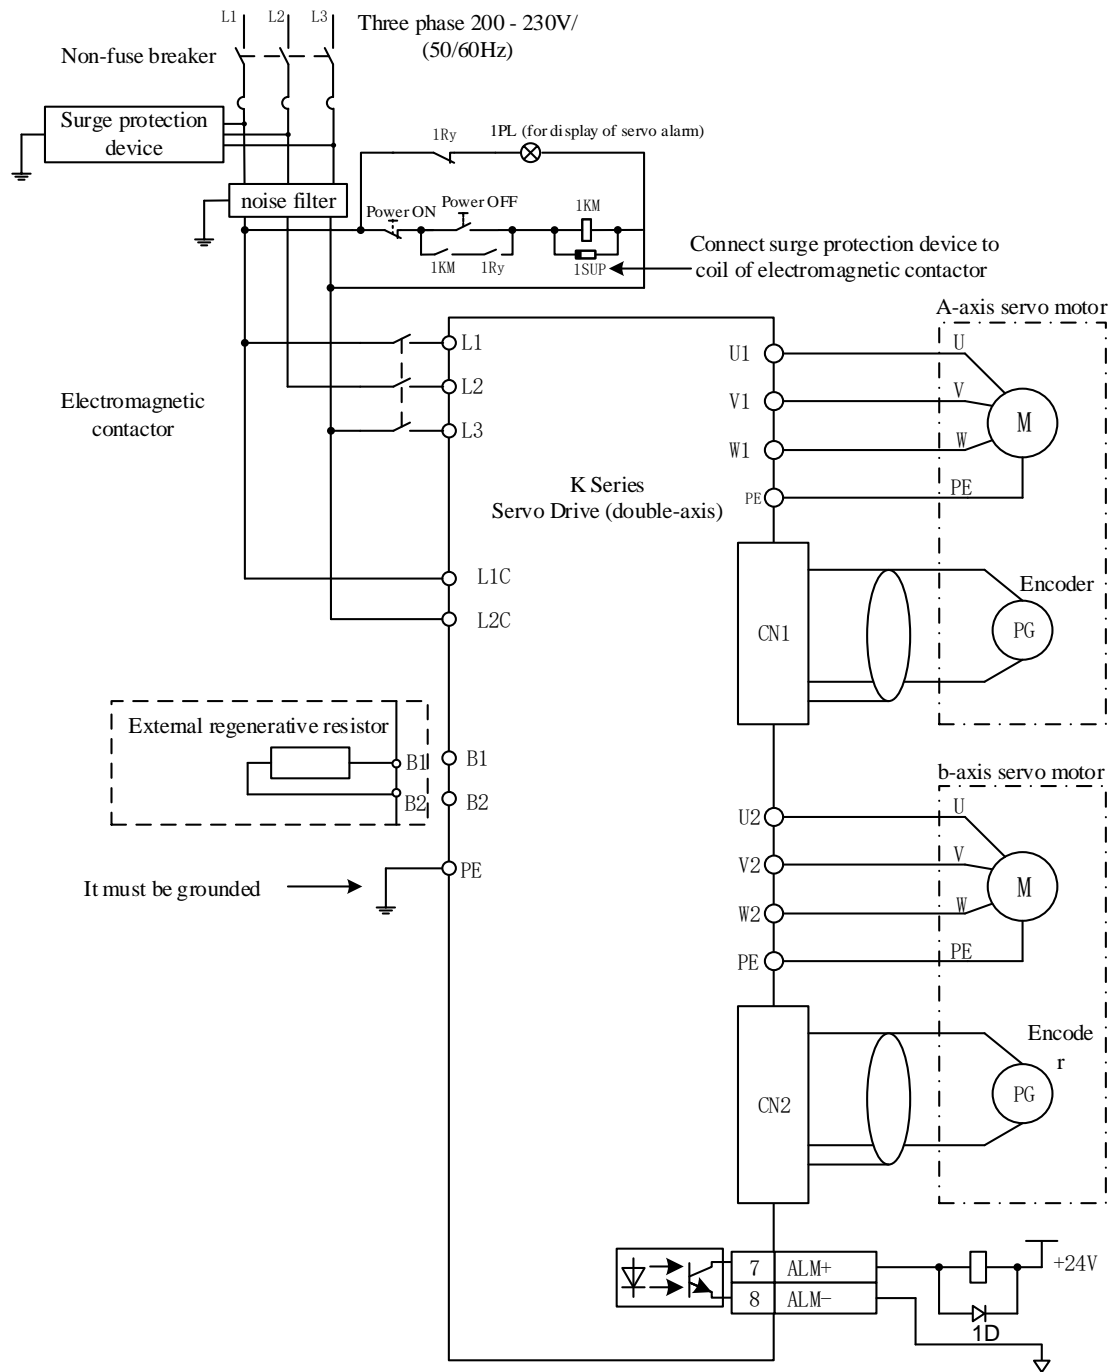 L1
L2
L3
Three phase 200 - 230V/
(50/60Hz)
Non-fuse breaker
Surge protection
device
1Ry
1PL (for display of servo alarm)
noise filter
Power ON
Power OFF
1KM
1KM
1Ry
1SUP
Connect surge protection device to
coil of electromagnetic contactor
A-axis servo motor
L1
L2
L3
Electromagnetic
contactor
U1
V1
W1
PE
U
V
W
PE
M
K Series
Servo Drive (double-axis)
L1C
L2C
CN1
Encoder
PG
External regenerative resistor
B1
B2
B1
B2
b-axis servo motor
U2
V2
W2
PE
U
V
W
PE
M
PE
It must be grounded
CN2
Encode
r
PG
7
ALM+
8
ALM-
+24V
1D